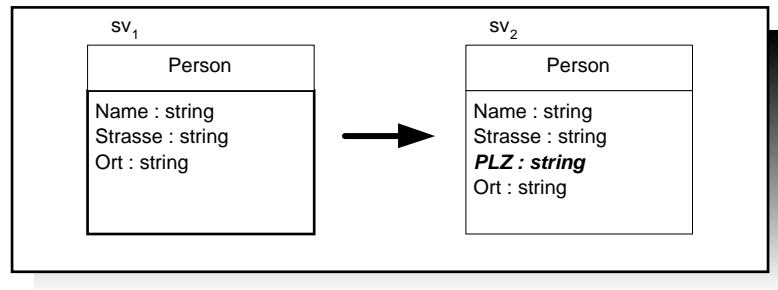 sv1
Person
Name : string
Strasse : string
Ort : string
sv2
Person
Name : string
Strasse : string
PLZ : string
Ort : string